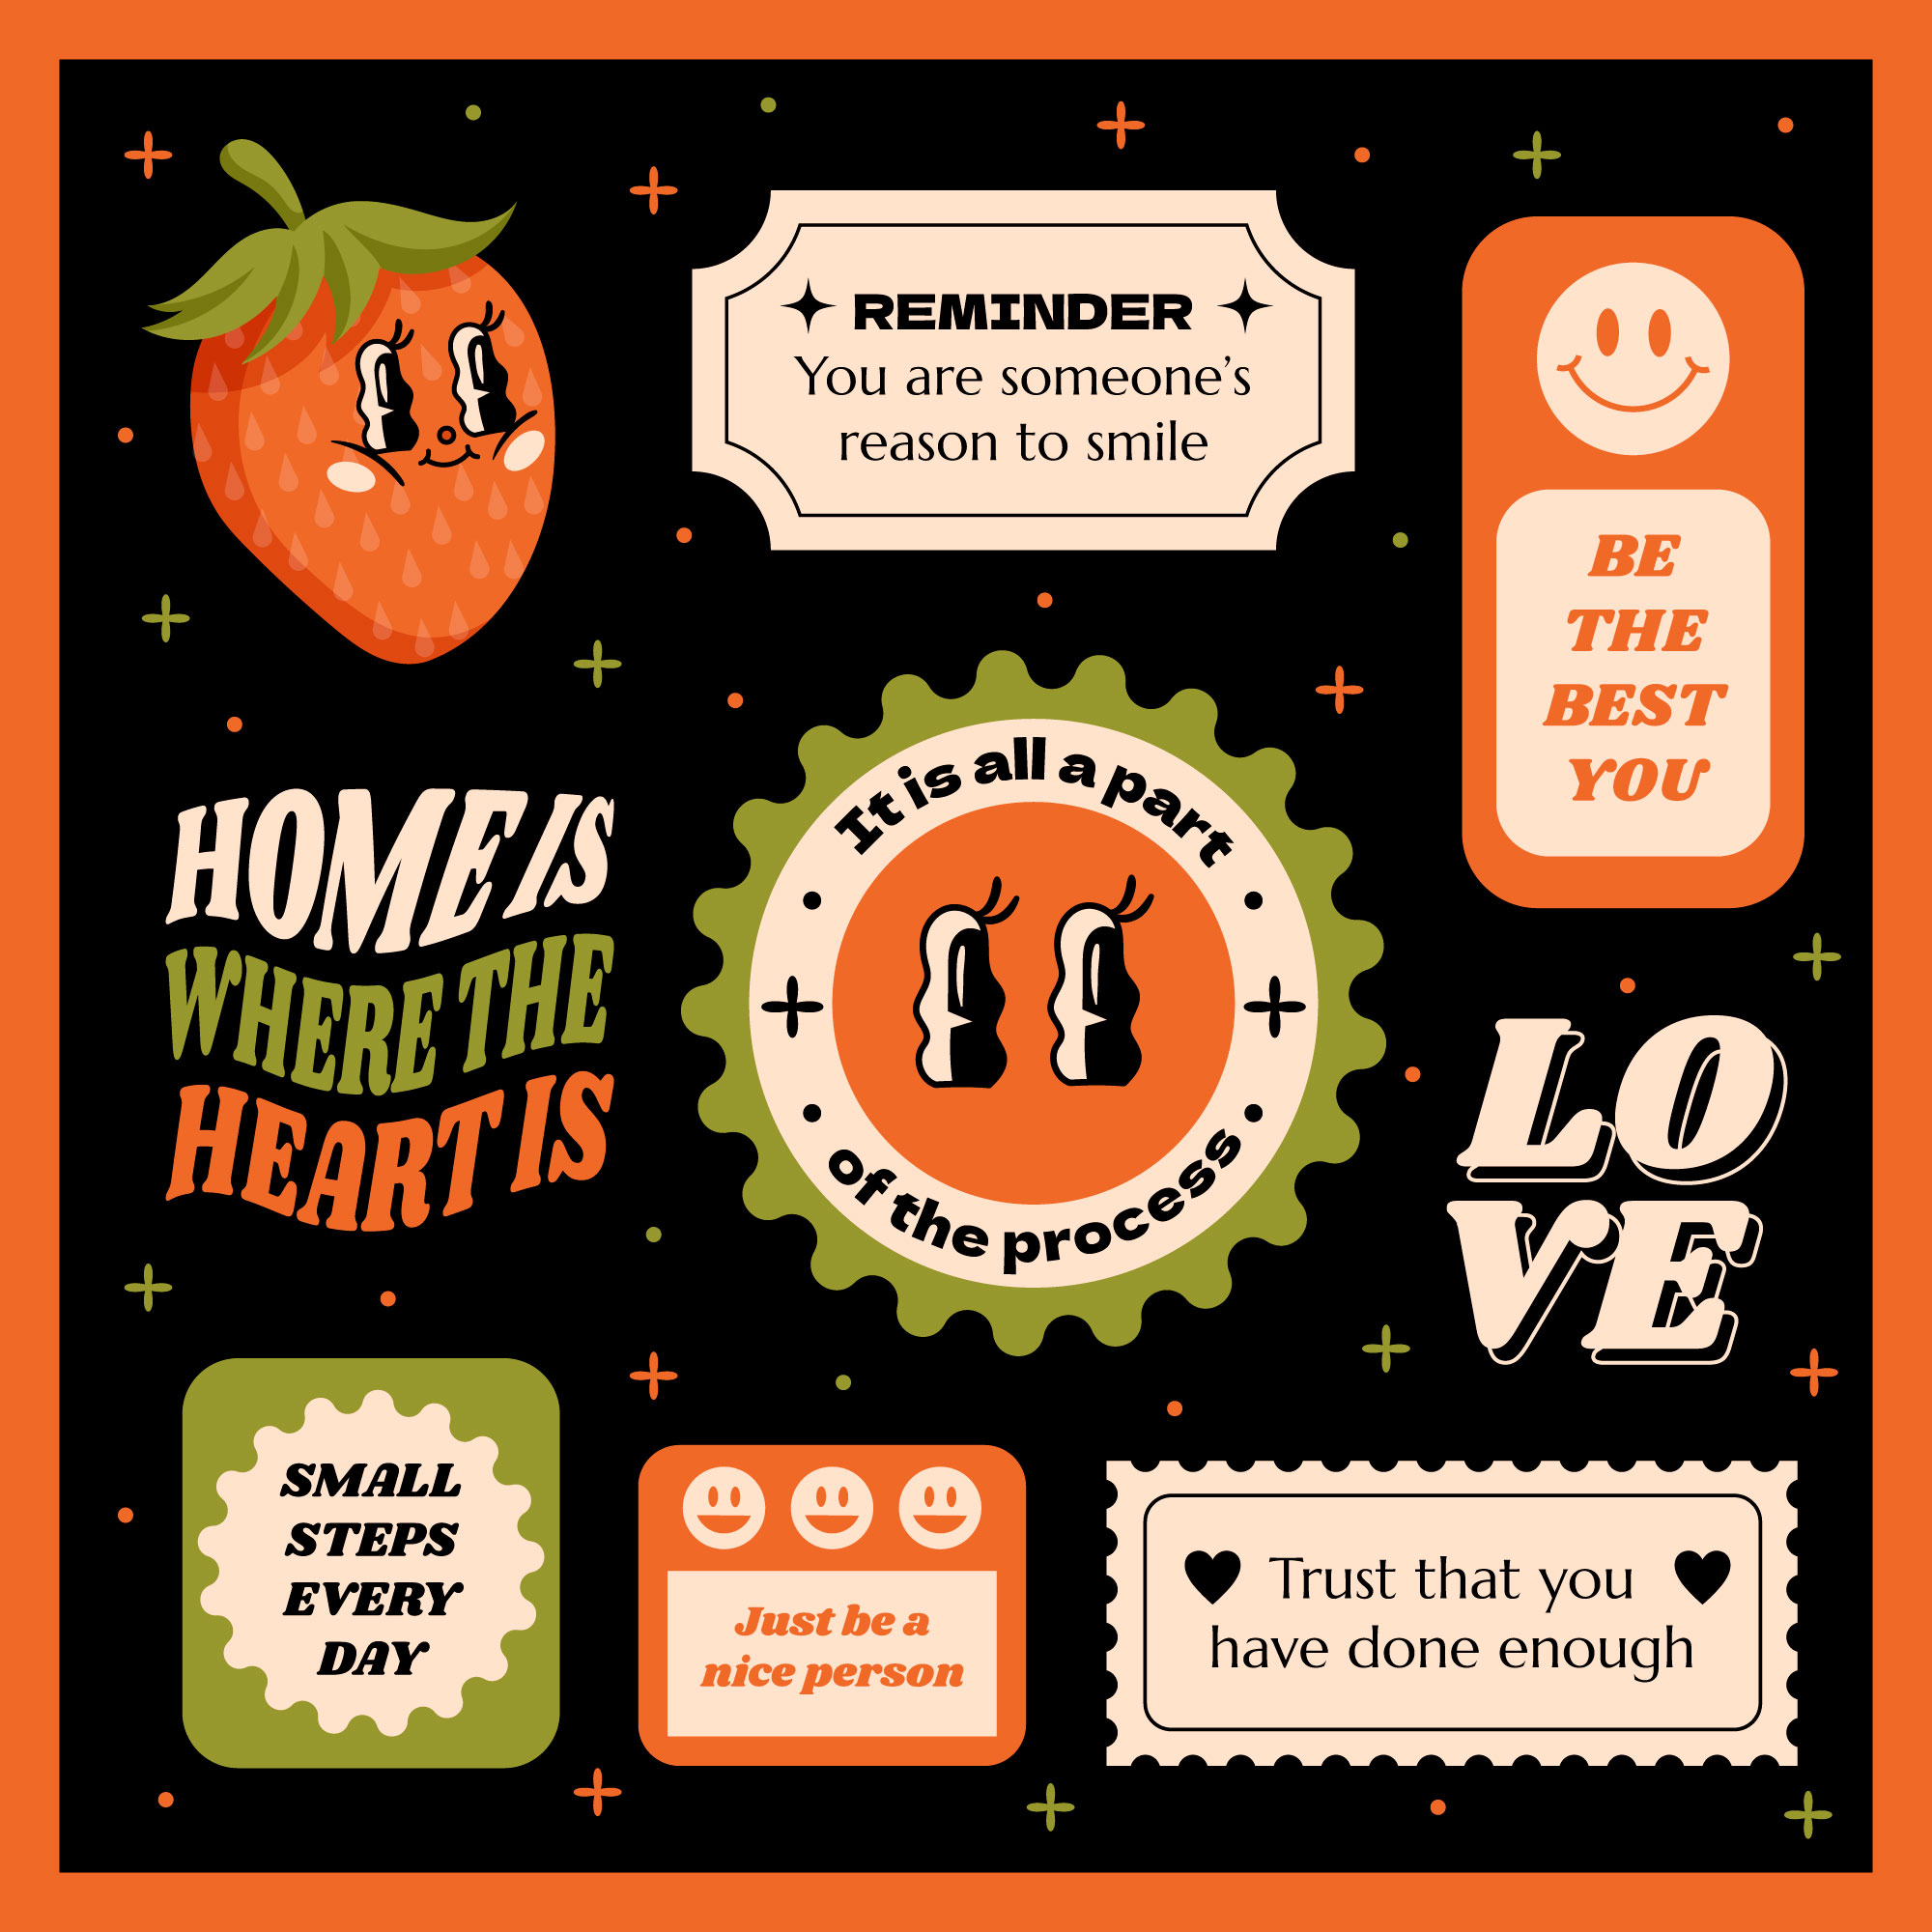 REMINDER
You are someone's
reason to smile
BE
THE
BEST
YOU
HOME IS
WHERE THE
HEART IS
It is all a part
of the process
LO
VE
SMALL
STEPS
EVERY
DAY
Just be a
nice person
Trust that you
have done enough